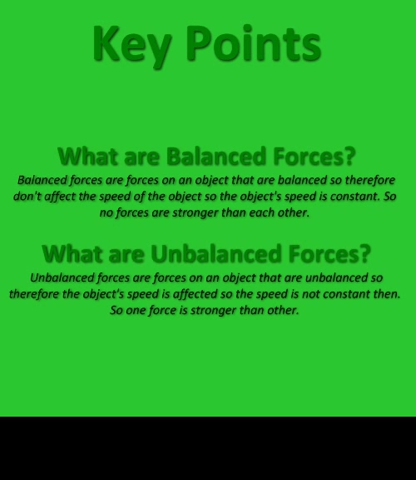 Key Points
What are Balanced Forces?
Balanced forces are forces on an object that are balanced so therefore
don't affect the speed of the object so the object's speed is constant. So
no forces are stronger than each other.
What are Unbalanced Forces?
Unbalanced forces are forces on an object that are unbalanced so
therefore the object's speed is affected so the speed is not constant then.
So one force is stronger than other.